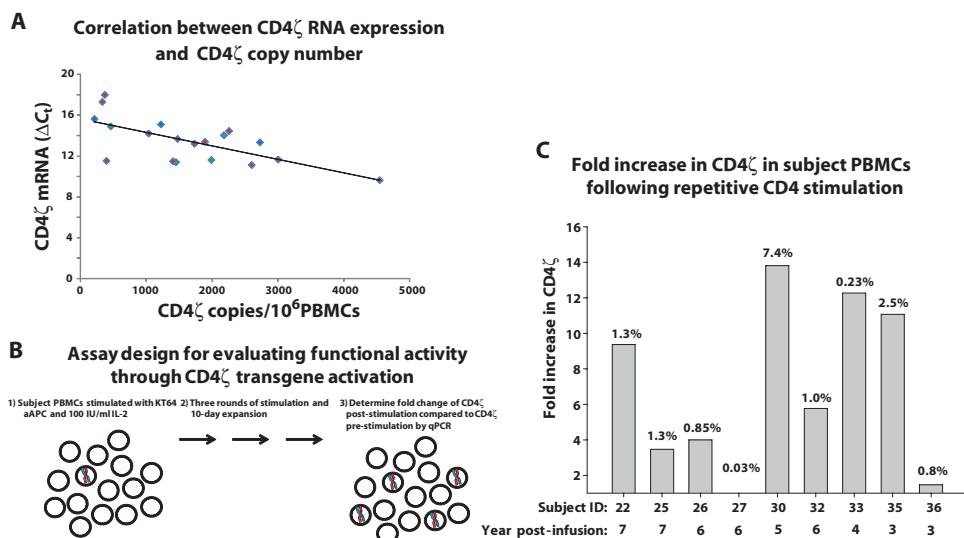 A
Correlation between CD4ζ RNA expression
and CD4ζ copy number
CD4ζ mRNA (ΔCt)
20
16
12
8
4
0
0 1000 2000 3000 4000 5000
CD4ζ copies/10⁶PBMCs
B
Assay design for evaluating functional activity
through CD4ζ transgene activation
1) Subject PBMCs stimulated with KT64
aAPC and 100 IU/ml IL-2
2) Three rounds of stimulation and
10-day expansion
3) Determine fold change of CD4ζ
post-stimulation compared to CD4ζ
pre-stimulation by qPCR
C
Fold increase in CD4ζ in subject PBMCs
following repetitive CD4 stimulation
Fold increase in CD4ζ
16
14
12
10
8
6
4
2
1.3%
1.3%
0.85%
0.03%
7.4%
1.0%
0.23%
2.5%
0.8%
Subject ID: 22 25 26 27 30 32 33 35 36
Year post-infusion: 7 7 6 6 5 6 4 3 3